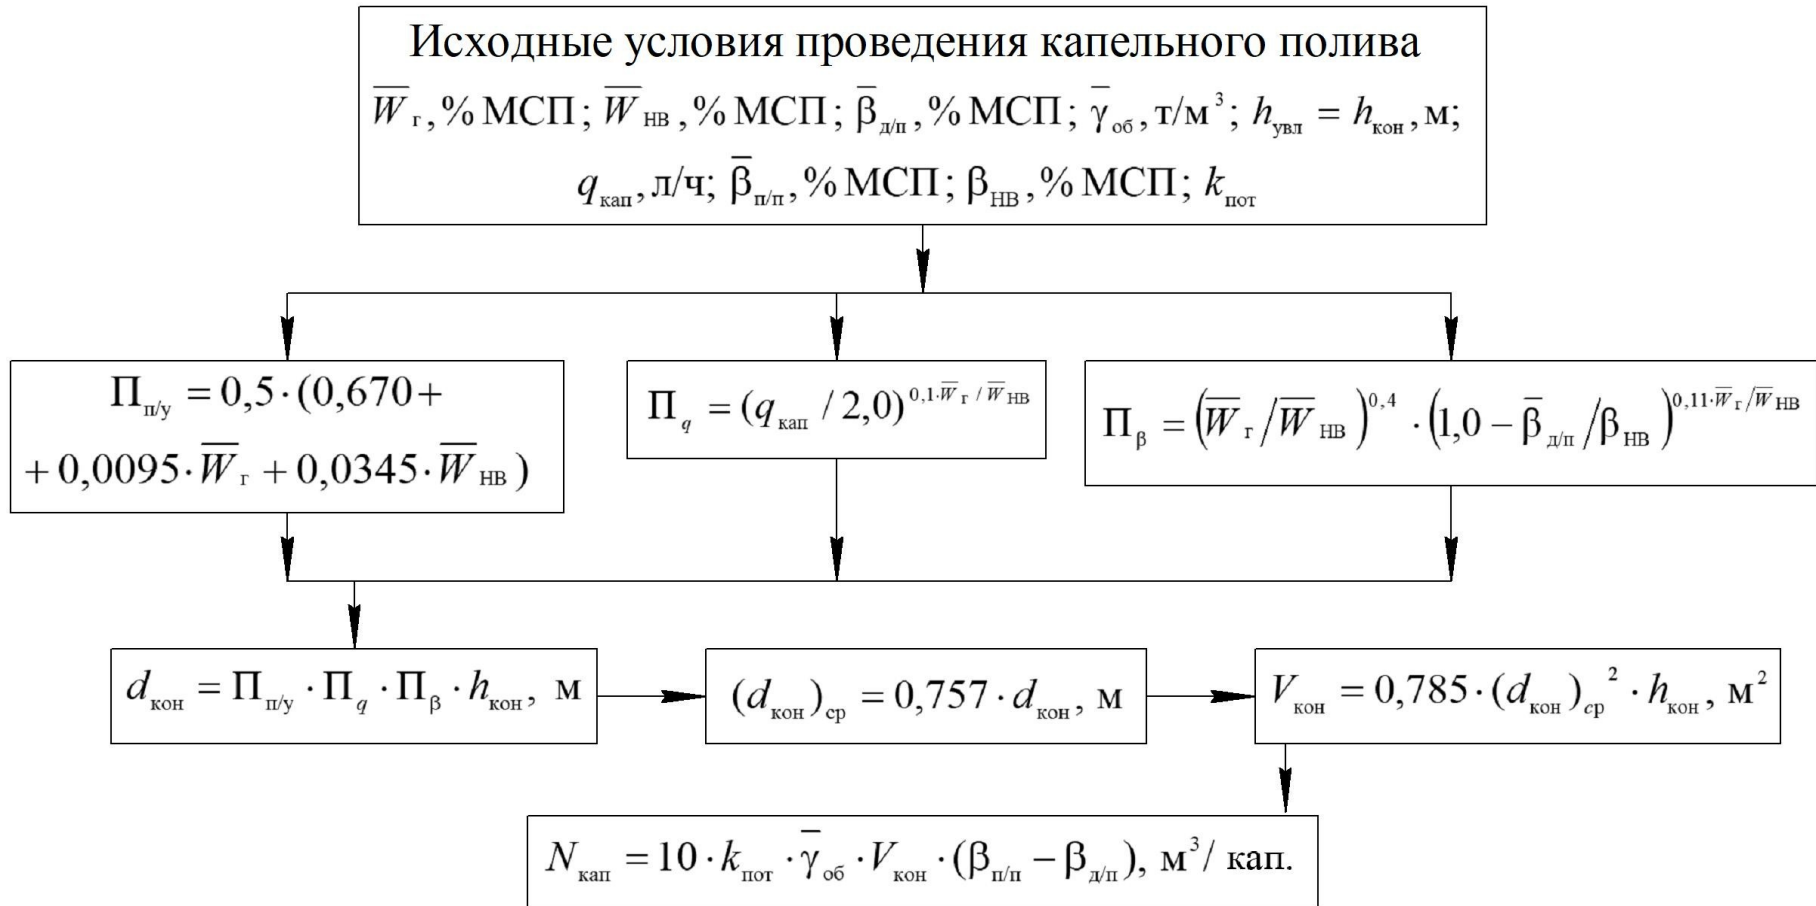 Исходные условия проведения капельного полива
W̅г, % МСП; W̅НВ, % МСП; β̅д/п, % МСП; γ̅об, т/м³; hувл = hкон, м;
qкап, л/ч; β̅п/п, % МСП; βНВ, % МСП; kпот
Пп/у = 0,5·(0,670 +
+ 0,0095·W̅г + 0,0345·W̅НВ)
Пq = (qкап / 2,0)^0,1·W̅г / W̅НВ
Пβ = (W̅г/W̅НВ)^0,4 · (1,0 − β̅д/п/βНВ)^0,11·W̅г/W̅НВ
dкон = Пп/у · Пq · Пβ · hкон, м
(dкон)ср = 0,757 · dкон, м
Vкон = 0,785·(dкон)ср² · hкон, м²
Nкап = 10 · kпот · γ̅об · Vкон · (βп/п − βд/п), м³/ кап.